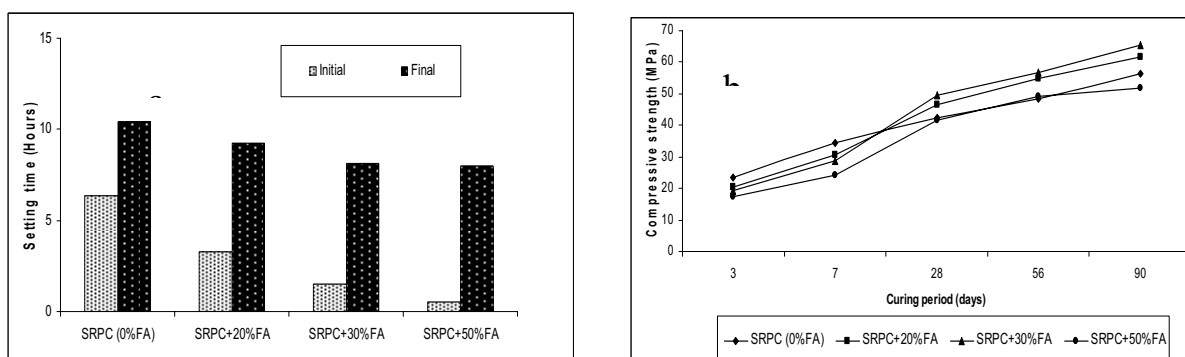 15
10
5
0
Setting time (Hours)
Initial
Final
SRPC (0%FA)
SRPC+20%FA
SRPC+30%FA
SRPC+50%FA
70
60
50
40
30
20
10
0
Compressive strength (MPa)
3
7
28
56
90
Curing period (days)
SRPC (0%FA)
SRPC+20%FA
SRPC+30%FA
SRPC+50%FA